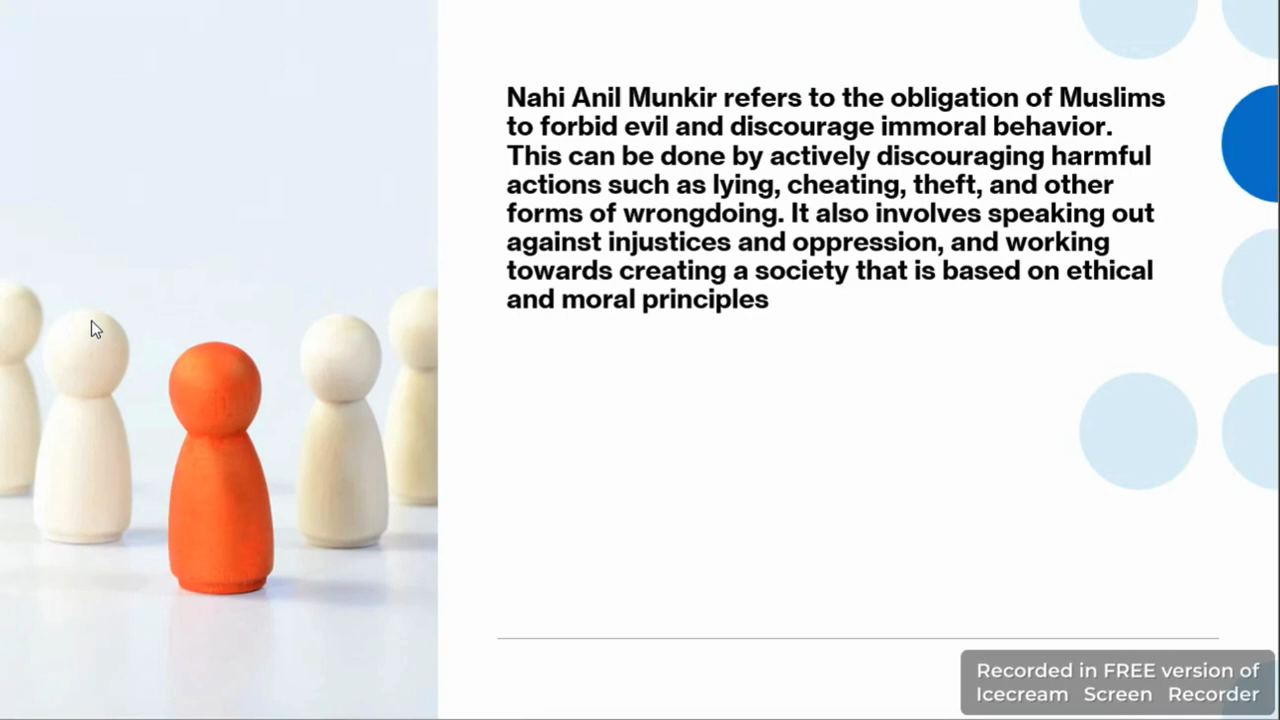 Nahi Anil Munkir refers to the obligation of Muslims
to forbid evil and discourage immoral behavior.
This can be done by actively discouraging harmful
actions such as lying, cheating, theft, and other
forms of wrongdoing. It also involves speaking out
against injustices and oppression, and working
towards creating a society that is based on ethical
and moral principles
Recorded in FREE version of
Icecream Screen Recorder